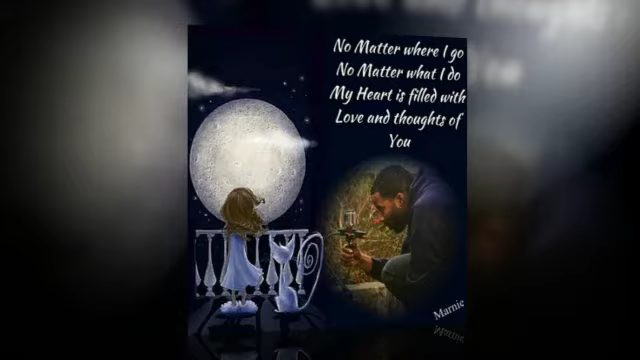 No Matter where I go
No Matter what I do
My Heart is filled with
Love and thoughts of
You
Marnie